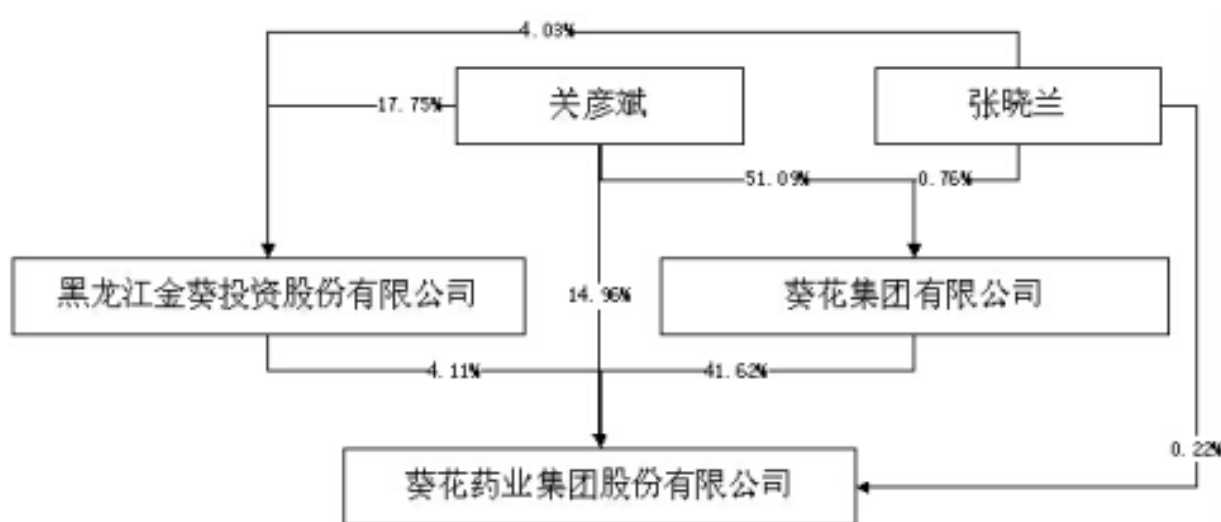 4.03%
17.75%
关彦斌
张晓兰
51.09%
0.76%
黑龙江金葵投资股份有限公司
14.96%
葵花集团有限公司
4.11%
41.62%
0.22%
葵花药业集团股份有限公司